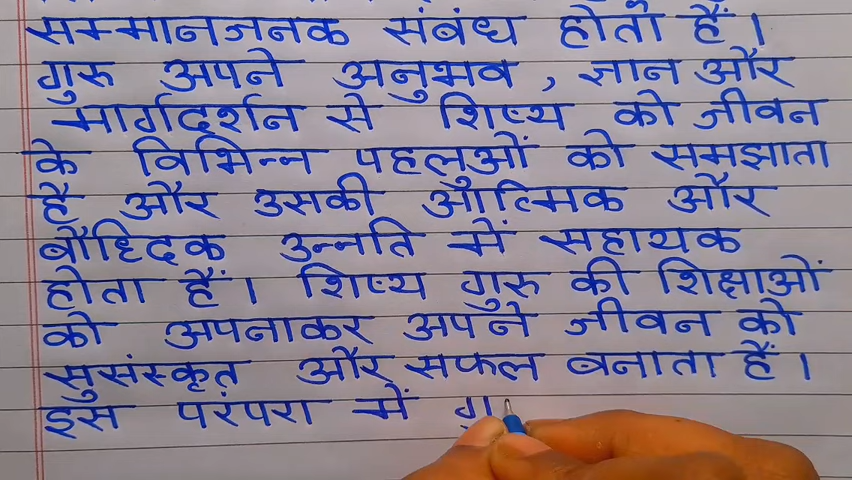 सम्मानजनक संबंध होता हैं।
गुरु अपने अनुभव, ज्ञान और
मार्गदर्शन से शिष्य को जीवन
के विभिन्न पहलुओं को समझाता
है और उसकी आत्मिक और
बौद्धिक उन्नति में सहायक
होता हैं। शिष्य गुरु की शिक्षाओं
को अपनाकर अपने जीवन को
सुसंस्कृत और सफल बनाता हैं।
इस परंपरा में गु